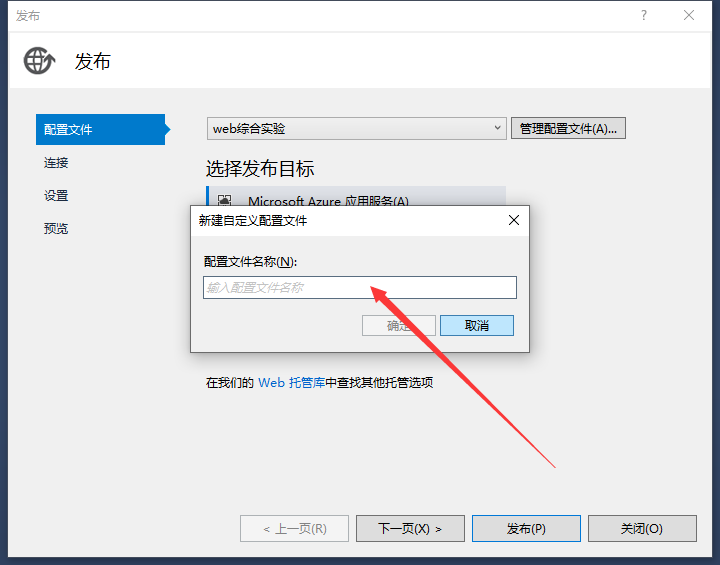 发布
?
发布
配置文件
连接
设置
预览
web综合实验
管理配置文件(A)...
选择发布目标
Microsoft Azure 应用服务(A)
新建自定义配置文件
配置文件名称(N):
输入配置文件名称
确定
取消
在我们的 Web 托管库中查找其他托管选项
< 上一页(R)
下一页(X) >
发布(P)
关闭(O)